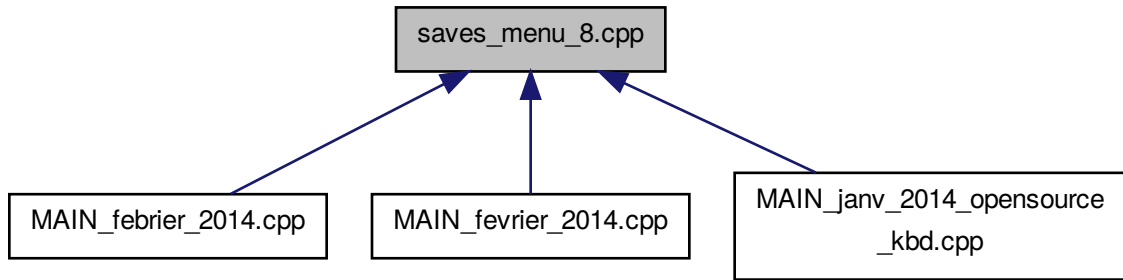 saves_menu_8.cpp
MAIN_febrier_2014.cpp
MAIN_fevrier_2014.cpp
MAIN_janv_2014_opensource
_kbd.cpp